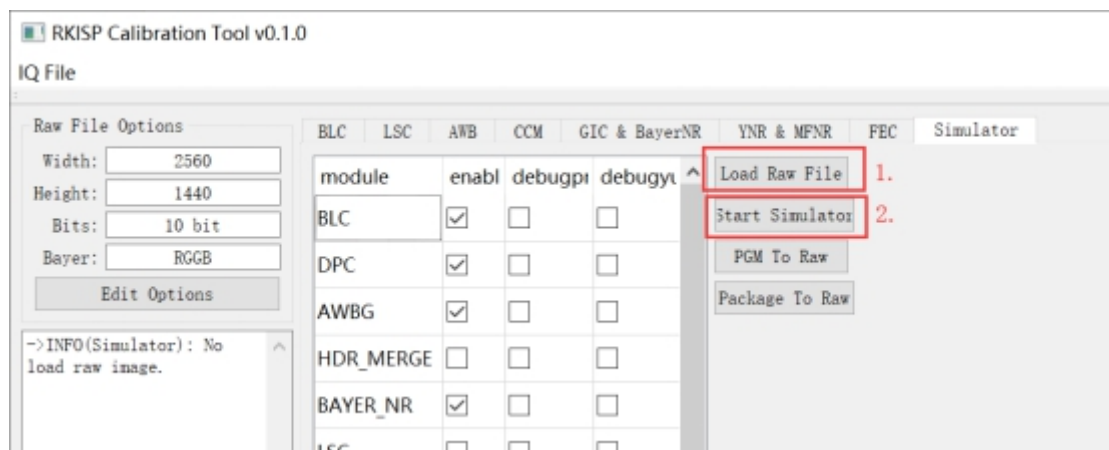 RKISP Calibration Tool v0.1.0
IQ File
Raw File Options
Width: 2560
Height: 1440
Bits: 10 bit
Bayer: RGGB
Edit Options
->INFO(Simulator): No
load raw image.
BLC LSC AWB CCM GIC & BayerNR YNR & MFNR FEC Simulator
module enabl debugpr debugyu
BLC
DPC
AWBG
HDR_MERGE
BAYER_NR
LSC
Load Raw File 1.
Start Simulator 2.
PGM To Raw
Package To Raw